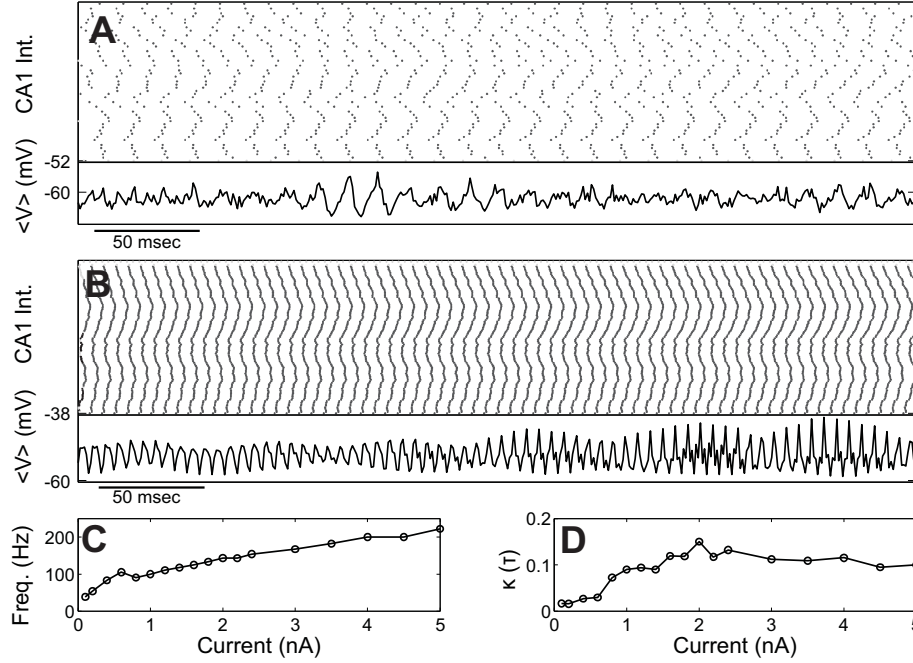 A
CA1 Int.
-52
-60
<V> (mV)
50 msec
B
CA1 Int.
-38
-60
<V> (mV)
50 msec
C
Freq. (Hz)
200
100
0
0 1 2 3 4 5
Current (nA)
D
κ (τ)
0.2
0.1
0
0 1 2 3 4 5
Current (nA)